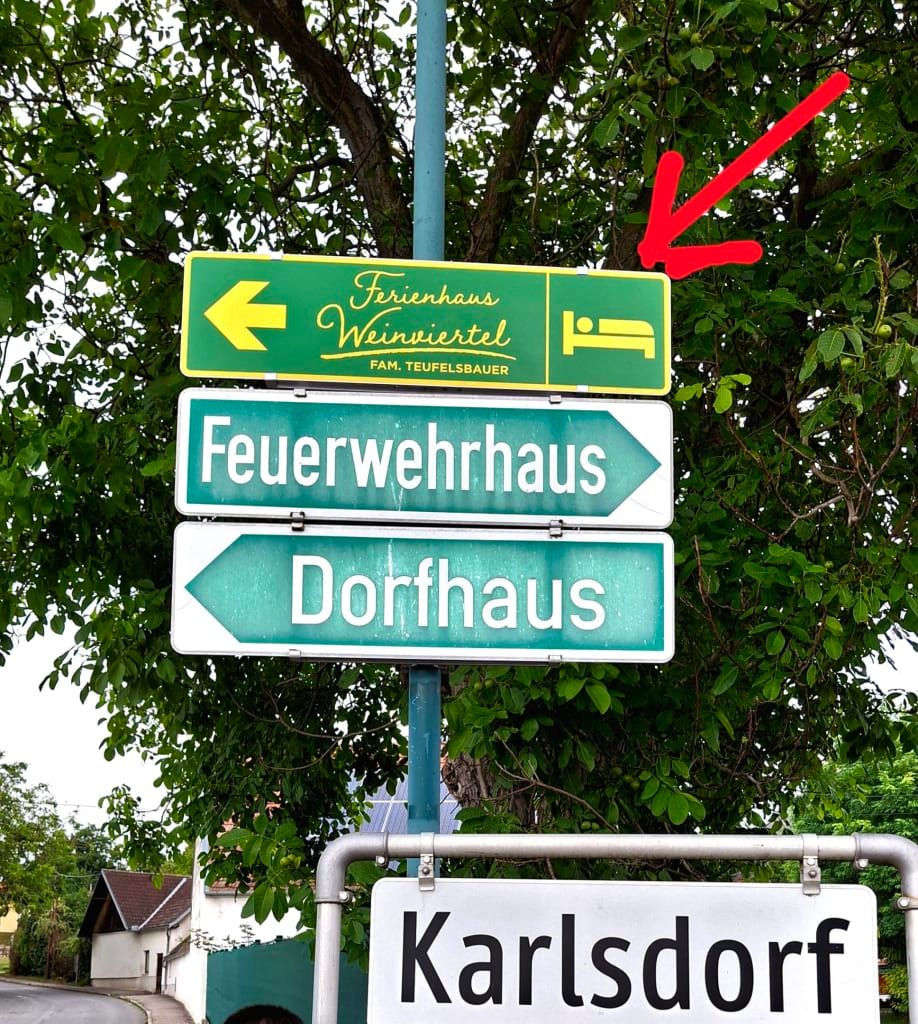 Ferienhaus
Weinviertel
FAM. TEUFELSBAUER
Feuerwehrhaus
Dorfhaus
Karlsdorf